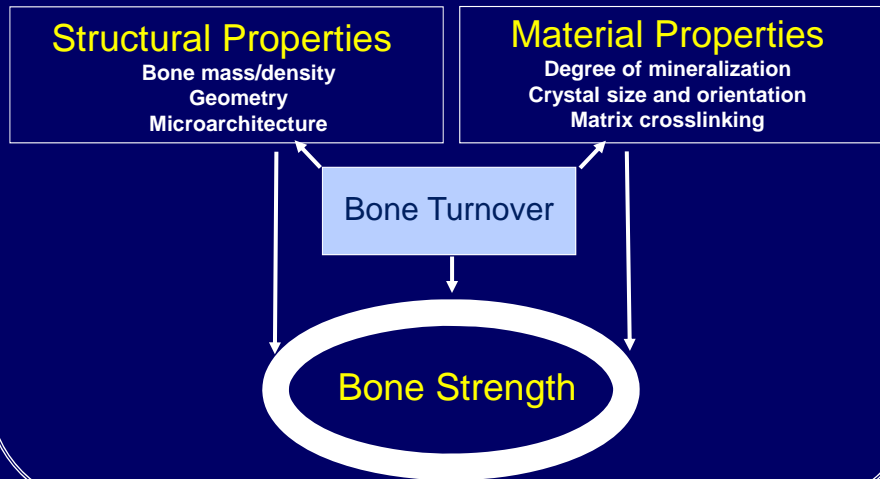 Structural Properties
Bone mass/density
Geometry
Microarchitecture
Material Properties
Degree of mineralization
Crystal size and orientation
Matrix crosslinking
Bone Turnover
Bone Strength